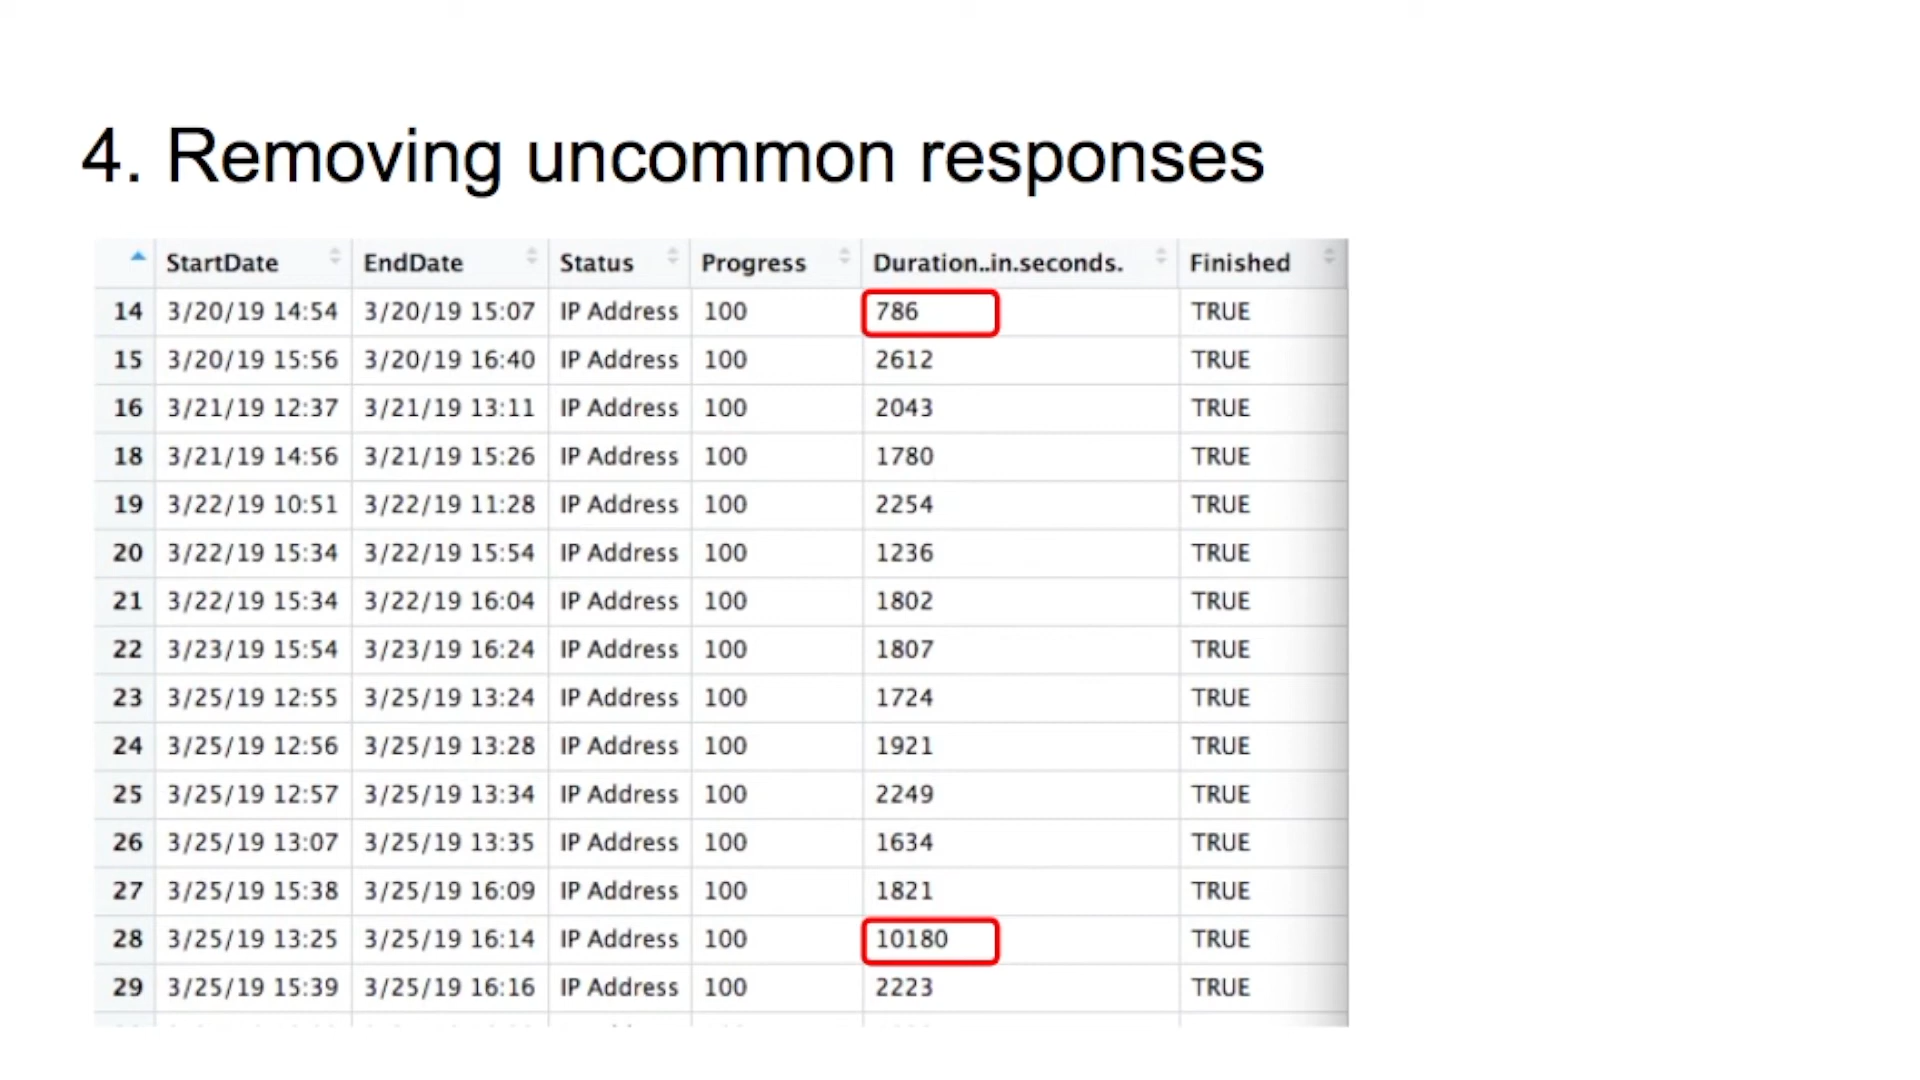 4. Removing uncommon responses
StartDate EndDate Status Progress Duration..in.seconds. Finished
14 3/20/19 14:54 3/20/19 15:07 IP Address 100 786 TRUE
15 3/20/19 15:56 3/20/19 16:40 IP Address 100 2612 TRUE
16 3/21/19 12:37 3/21/19 13:11 IP Address 100 2043 TRUE
18 3/21/19 14:56 3/21/19 15:26 IP Address 100 1780 TRUE
19 3/22/19 10:51 3/22/19 11:28 IP Address 100 2254 TRUE
20 3/22/19 15:34 3/22/19 15:54 IP Address 100 1236 TRUE
21 3/22/19 15:34 3/22/19 16:04 IP Address 100 1802 TRUE
22 3/23/19 15:54 3/23/19 16:24 IP Address 100 1807 TRUE
23 3/25/19 12:55 3/25/19 13:24 IP Address 100 1724 TRUE
24 3/25/19 12:56 3/25/19 13:28 IP Address 100 1921 TRUE
25 3/25/19 12:57 3/25/19 13:34 IP Address 100 2249 TRUE
26 3/25/19 13:07 3/25/19 13:35 IP Address 100 1634 TRUE
27 3/25/19 15:38 3/25/19 16:09 IP Address 100 1821 TRUE
28 3/25/19 13:25 3/25/19 16:14 IP Address 100 10180 TRUE
29 3/25/19 15:39 3/25/19 16:16 IP Address 100 2223 TRUE